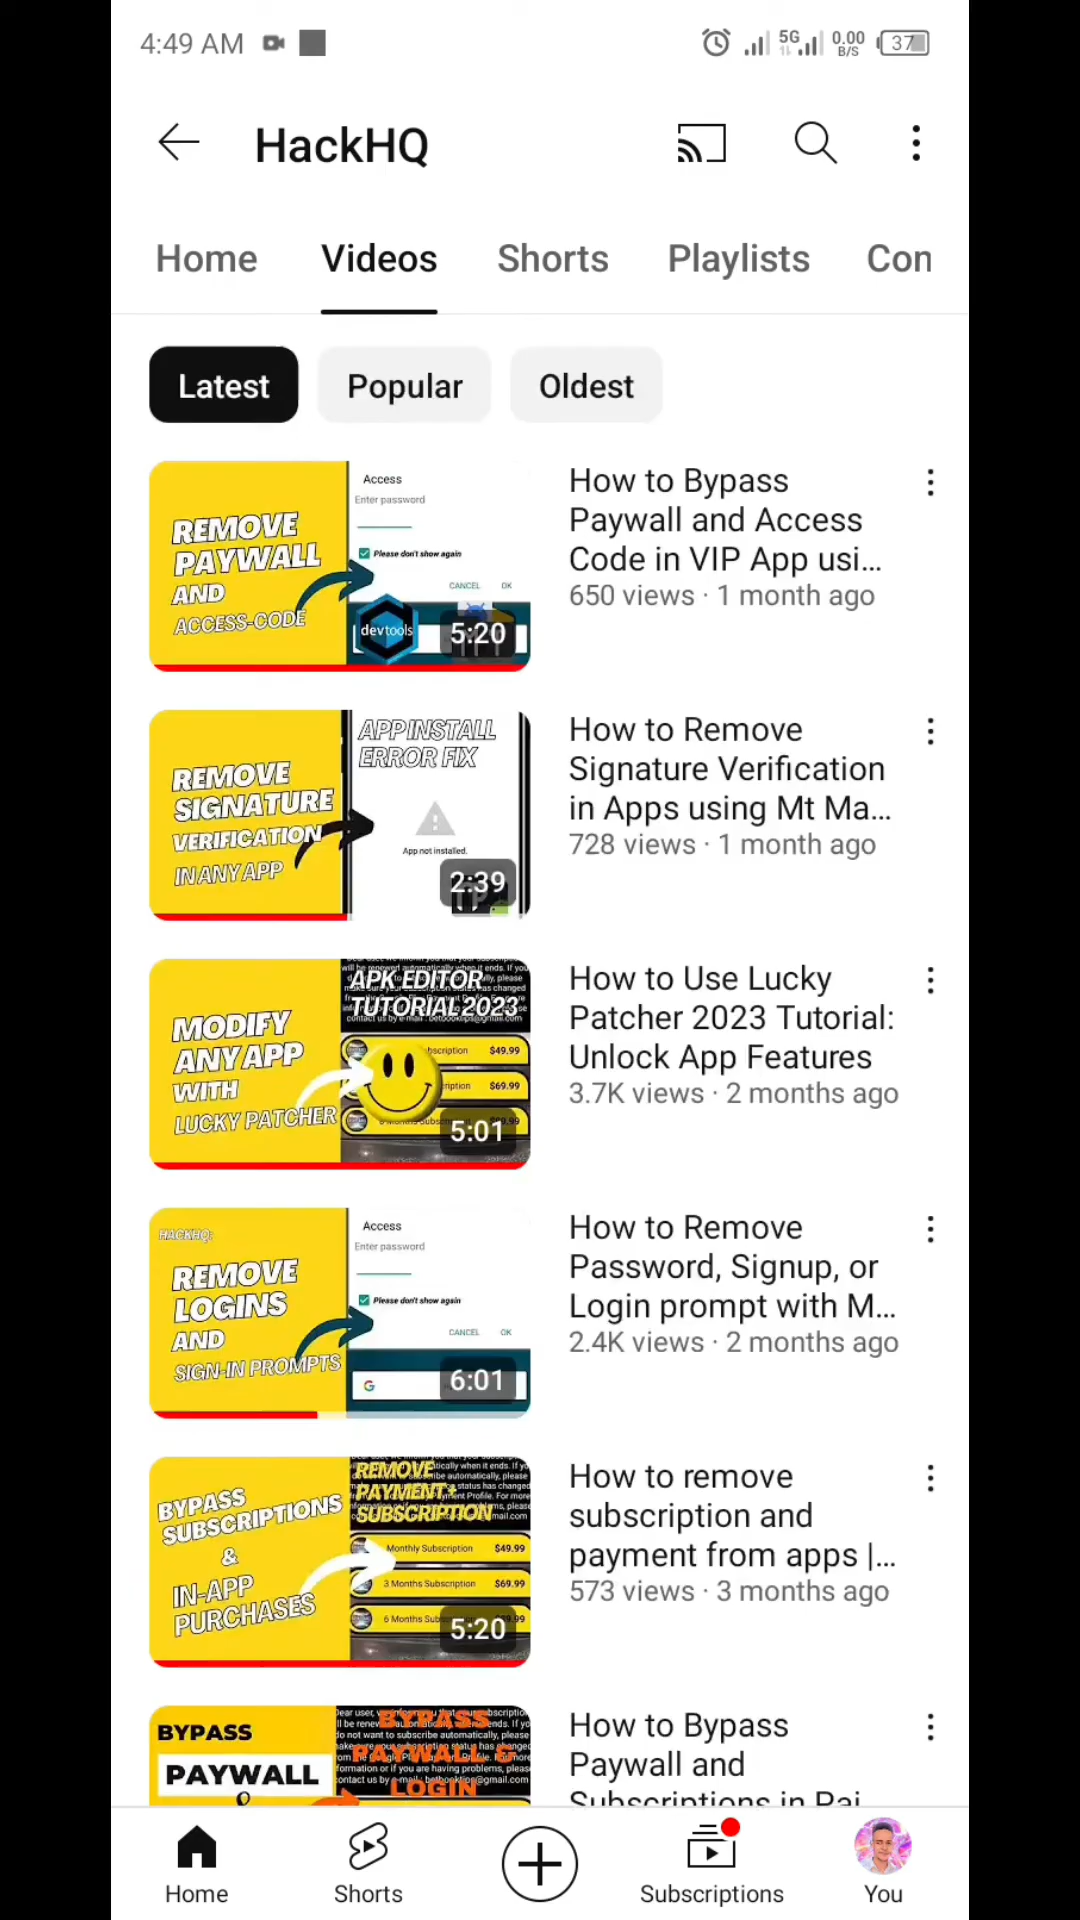 4:49 AM
5G
0.00
B/S
37
HackHQ
Home
Videos
Shorts
Playlists
Con
Latest
Popular
Oldest
REMOVE
PAYWALL
AND
ACCESS-CODE
Access
Enter password
Please don't show again
CANCEL OK
devtools
5:20
How to Bypass
Paywall and Access
Code in VIP App usi...
650 views · 1 month ago
REMOVE
SIGNATURE
VERIFICATION
IN ANY APP
APP INSTALL
ERROR FIX
App not installed.
2:39
How to Remove
Signature Verification
in Apps using Mt Ma...
728 views · 1 month ago
MODIFY
ANY APP
WITH
LUCKY PATCHER
APK EDITOR
TUTORIAL 2023
$49.99
$69.99
5:01
How to Use Lucky
Patcher 2023 Tutorial:
Unlock App Features
3.7K views · 2 months ago
HACKHQ:
REMOVE
LOGINS
AND
SIGN-IN PROMPTS
Access
Enter password
Please don't show again
CANCEL OK
G
6:01
How to Remove
Password, Signup, or
Login prompt with M...
2.4K views · 2 months ago
BYPASS
SUBSCRIPTIONS
&
IN-APP
PURCHASES
REMOVE
PAYMENT +
SUBSCRIPTION
Monthly Subscription $49.99
3 Months Subscription $69.99
6 Months
5:20
How to remove
subscription and
payment from apps |...
573 views · 3 months ago
BYPASS
PAYWALL
&
BYPASS
PAYWALL &
LOGIN
How to Bypass
Paywall and
Subscriptions in Pai
Home
Shorts
Subscriptions
You